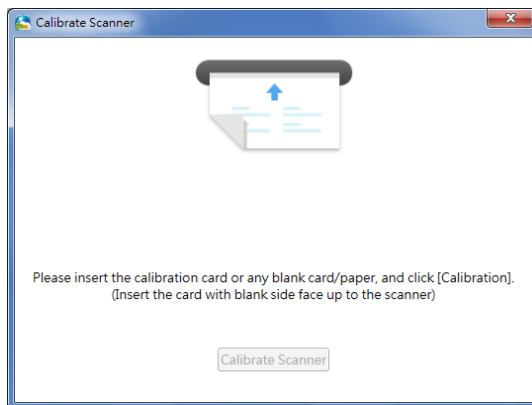 Calibrate Scanner
Please insert the calibration card or any blank card/paper, and click [Calibration].
(Insert the card with blank side face up to the scanner)
Calibrate Scanner